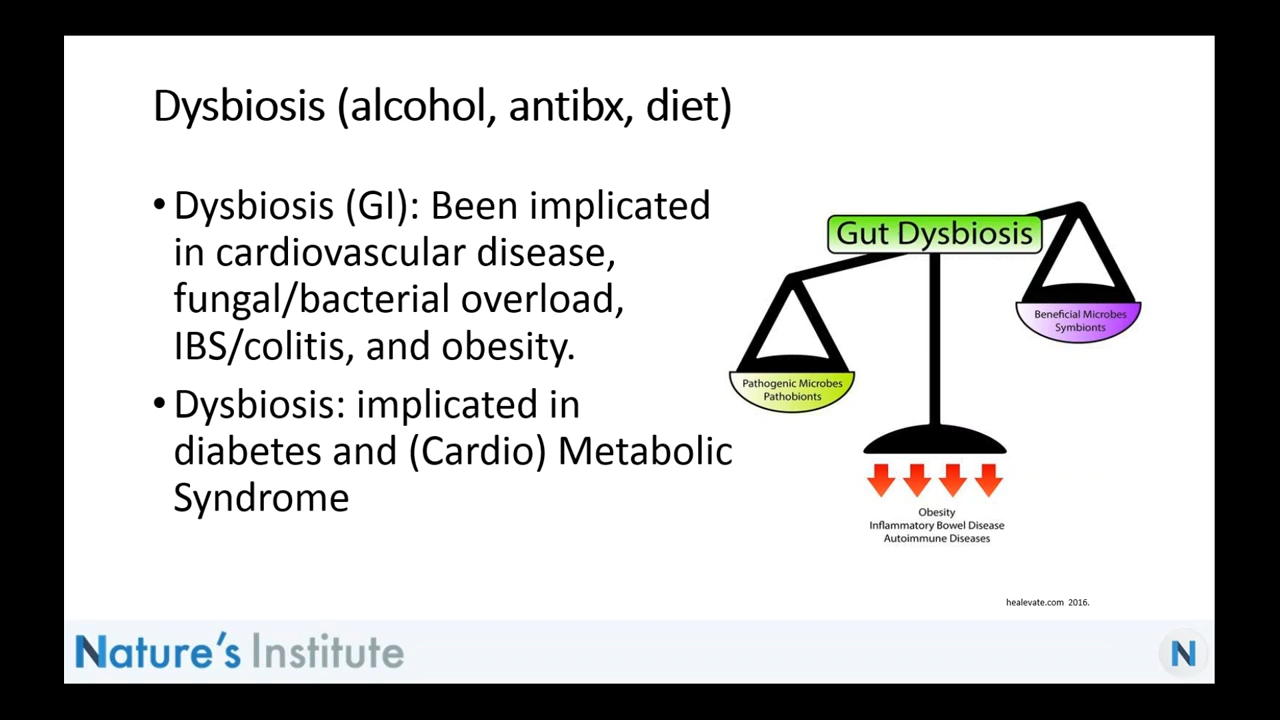 Dysbiosis (alcohol, antibx, diet)
• Dysbiosis (GI): Been implicated
in cardiovascular disease,
fungal/bacterial overload,
IBS/colitis, and obesity.
• Dysbiosis: implicated in
diabetes and (Cardio) Metabolic
Syndrome
Gut Dysbiosis
Beneficial Microbes
Symbionts
Pathogenic Microbes
Pathobionts
Obesity
Inflammatory Bowel Disease
Autoimmune Diseases
healevate.com 2016.
Nature's Institute
N